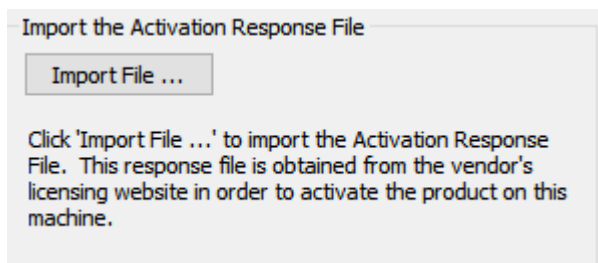 Import the Activation Response File
Import File ...
Click 'Import File ...' to import the Activation Response
File.  This response file is obtained from the vendor's
licensing website in order to activate the product on this
machine.